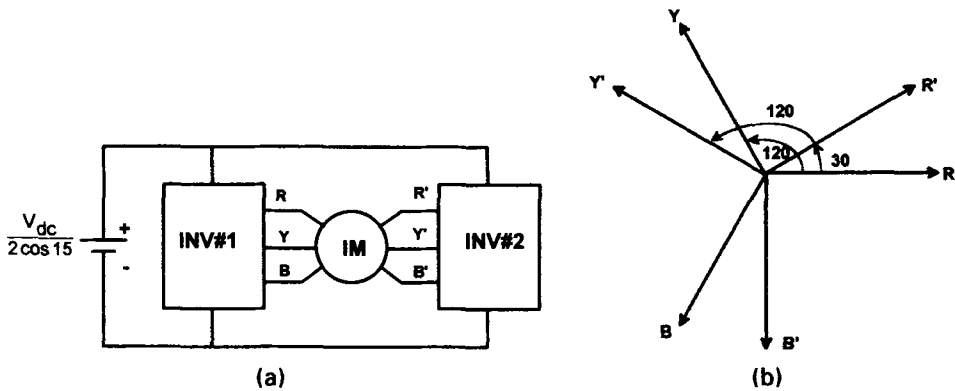 V_dc
2 cos 15
+
-
INV#1
R
Y
B
IM
R'
Y'
B'
INV#2
(a)
Y
Y'
R'
120
120
30
R
B
B'
(b)